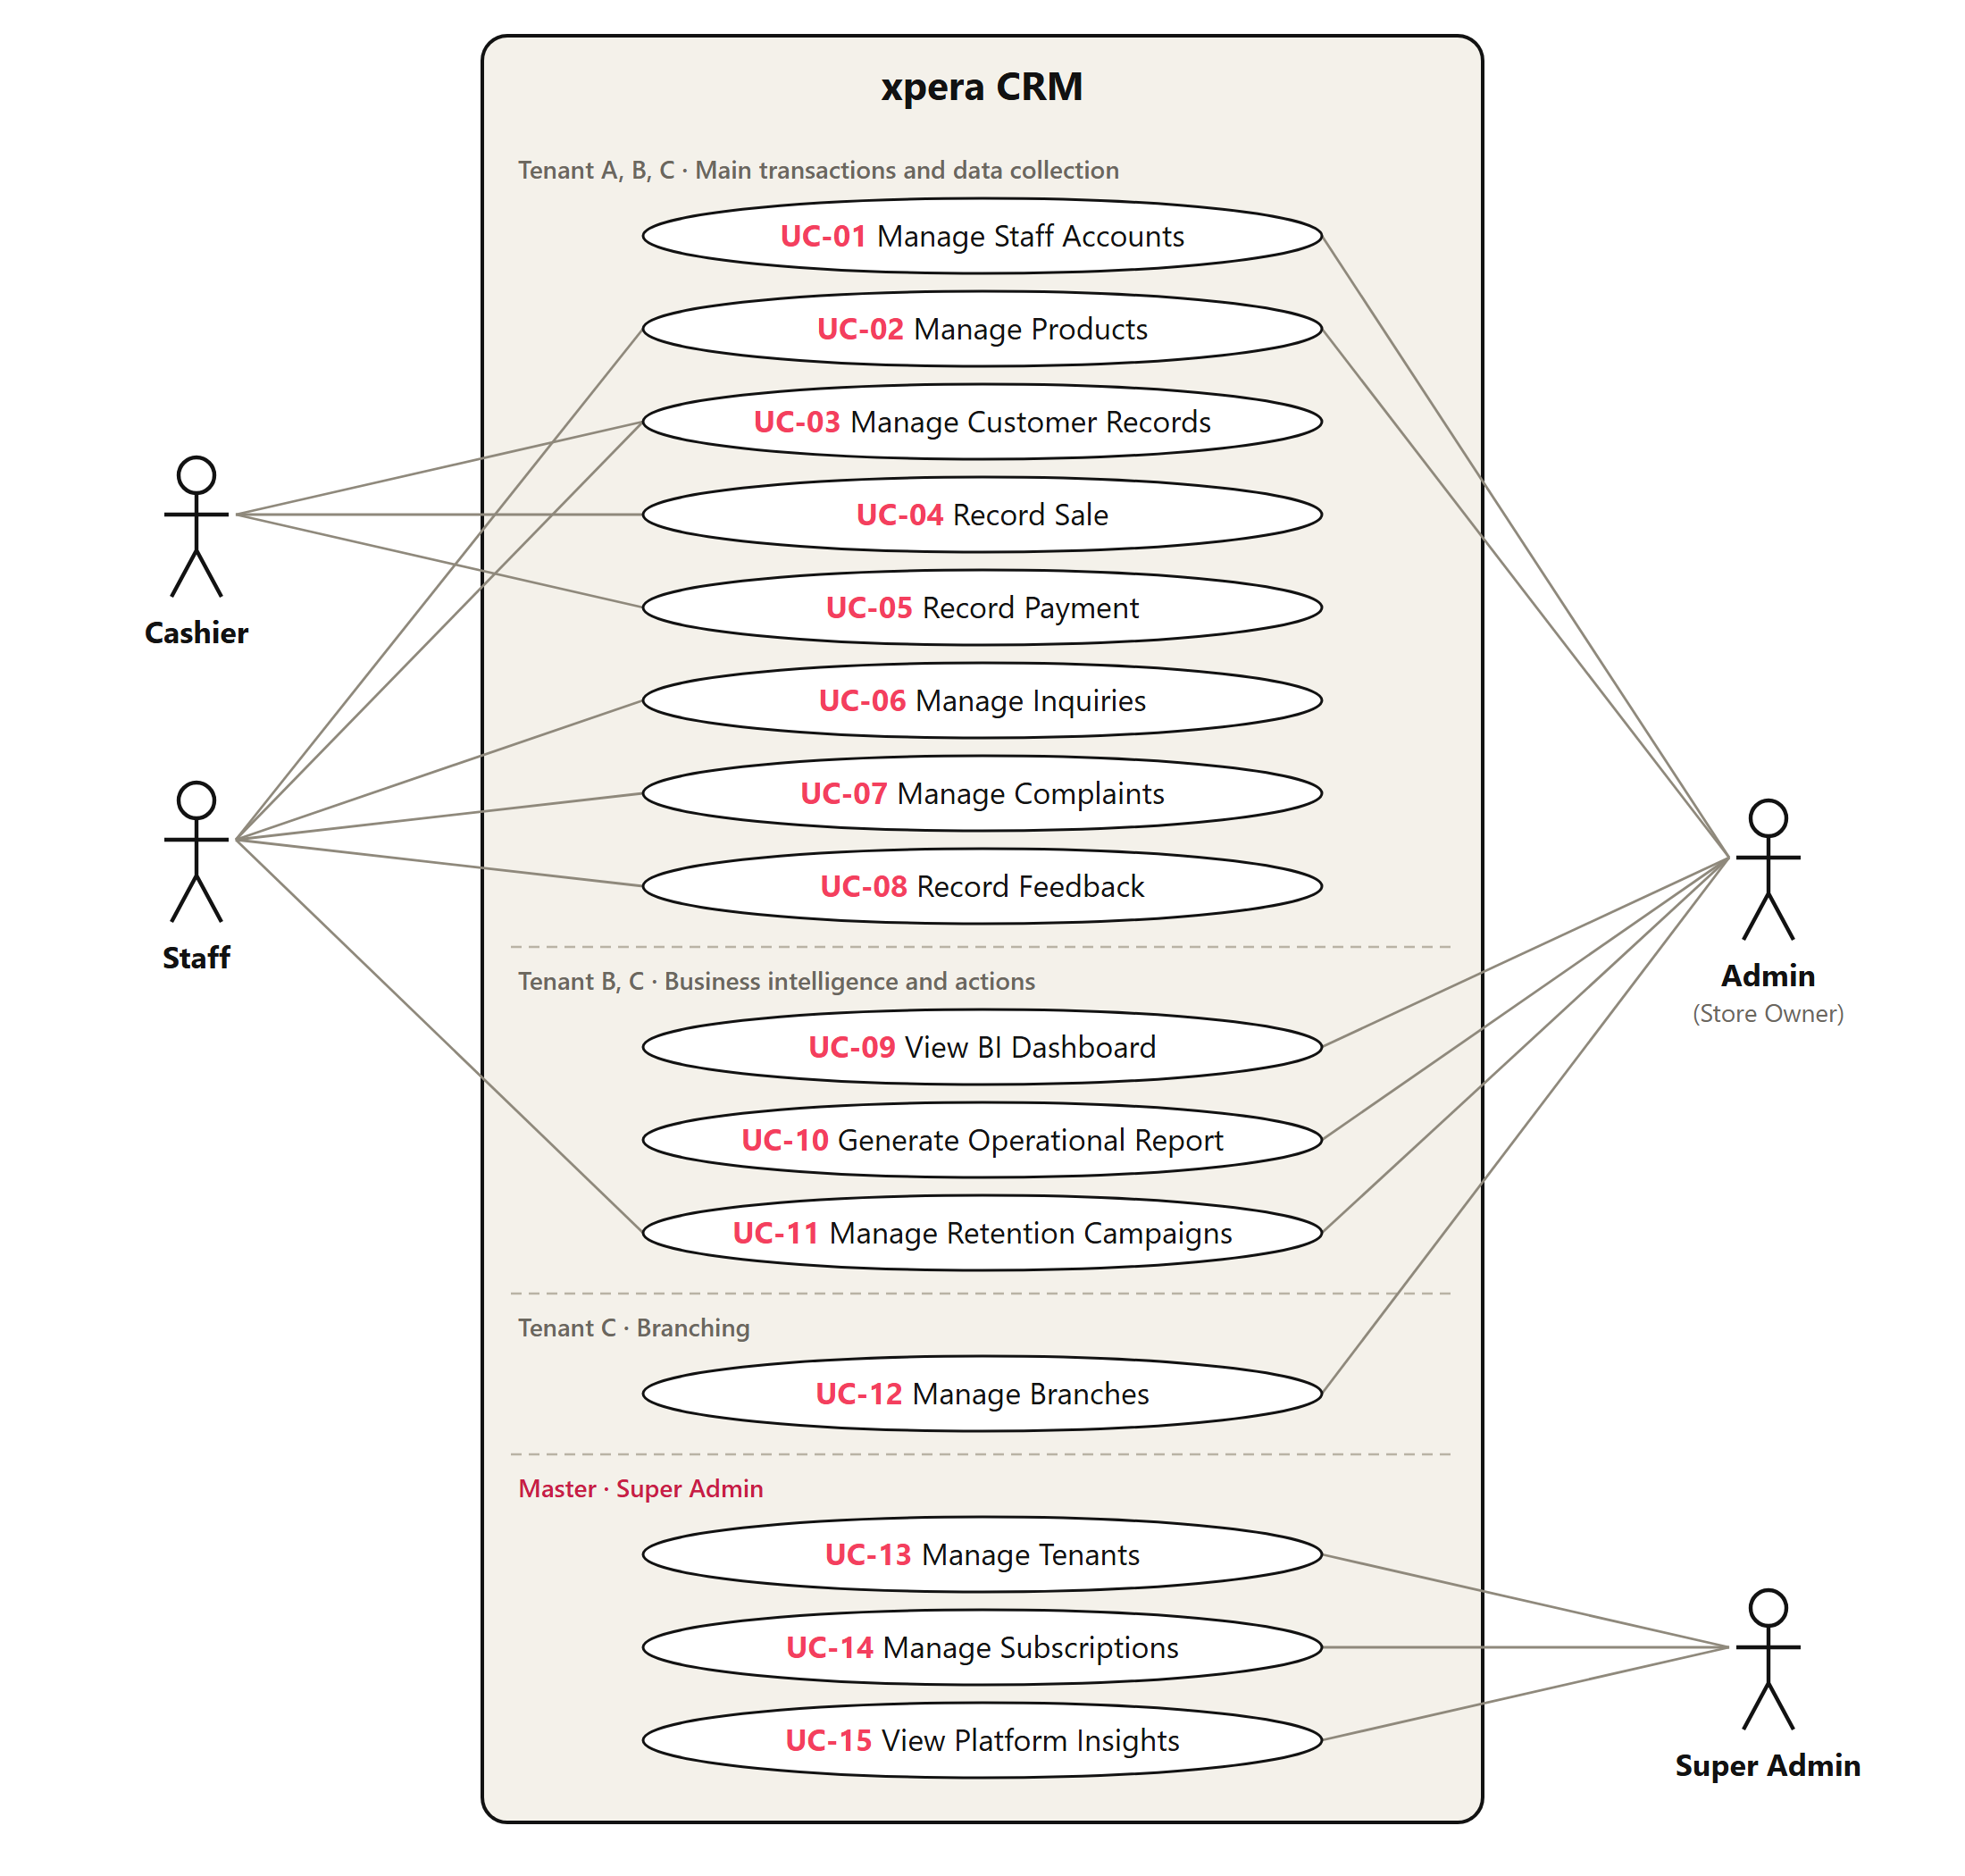 xpera CRM
Tenant A, B, C · Main transactions and data collection
UC-01 Manage Staff Accounts
UC-02 Manage Products
UC-03 Manage Customer Records
UC-04 Record Sale
UC-05 Record Payment
UC-06 Manage Inquiries
UC-07 Manage Complaints
UC-08 Record Feedback
Tenant B, C · Business intelligence and actions
UC-09 View BI Dashboard
UC-10 Generate Operational Report
UC-11 Manage Retention Campaigns
Tenant C · Branching
UC-12 Manage Branches
Master · Super Admin
UC-13 Manage Tenants
UC-14 Manage Subscriptions
UC-15 View Platform Insights
Cashier
Staff
Admin
(Store Owner)
Super Admin